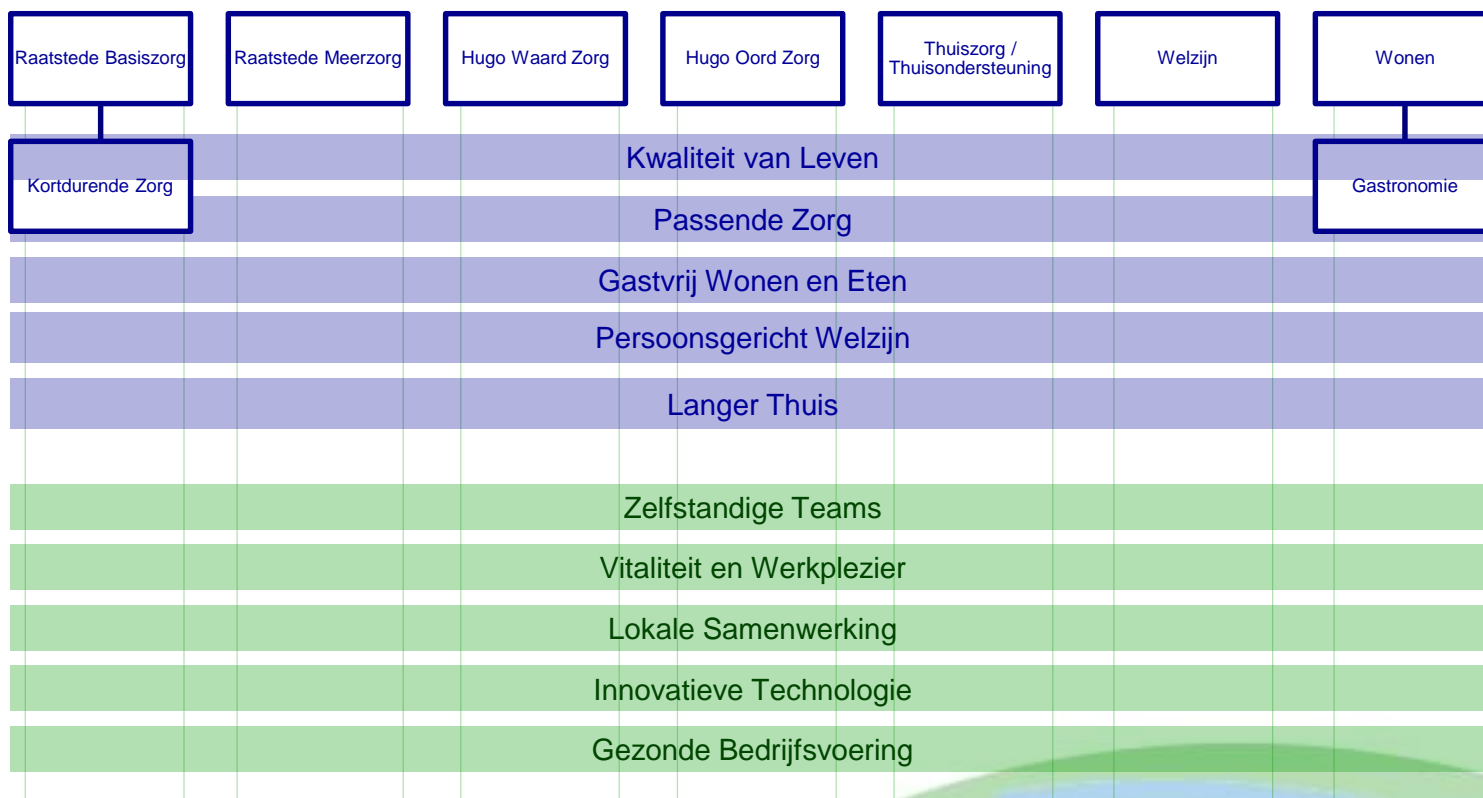 Raatstede Basiszorg
Raatstede Meerzorg
Hugo Waard Zorg
Hugo Oord Zorg
Thuiszorg /
Thuisondersteuning
Welzijn
Wonen
Kortdurende Zorg
Gastronomie
Kwaliteit van Leven
Passende Zorg
Gastvrij Wonen en Eten
Persoonsgericht Welzijn
Langer Thuis
Zelfstandige Teams
Vitaliteit en Werkplezier
Lokale Samenwerking
Innovatieve Technologie
Gezonde Bedrijfsvoering